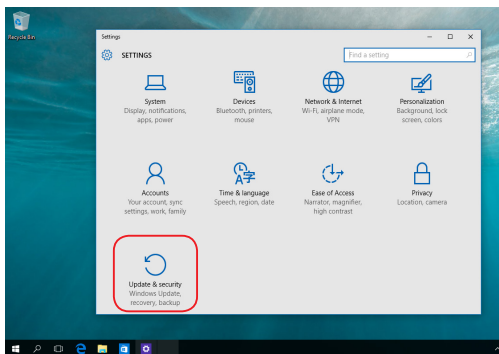 Recycle Bin
Settings
SETTINGS
Find a setting
System
Display, notifications,
apps, power
Devices
Bluetooth, printers,
mouse
Network & Internet
Wi-Fi, airplane mode,
VPN
Personalization
Background, lock
screen, colors
Accounts
Your account, sync
settings, work, family
Time & language
Speech, region, date
Ease of Access
Narrator, magnifier,
high contrast
Privacy
Location, camera
Update & security
Windows Update,
recovery, backup